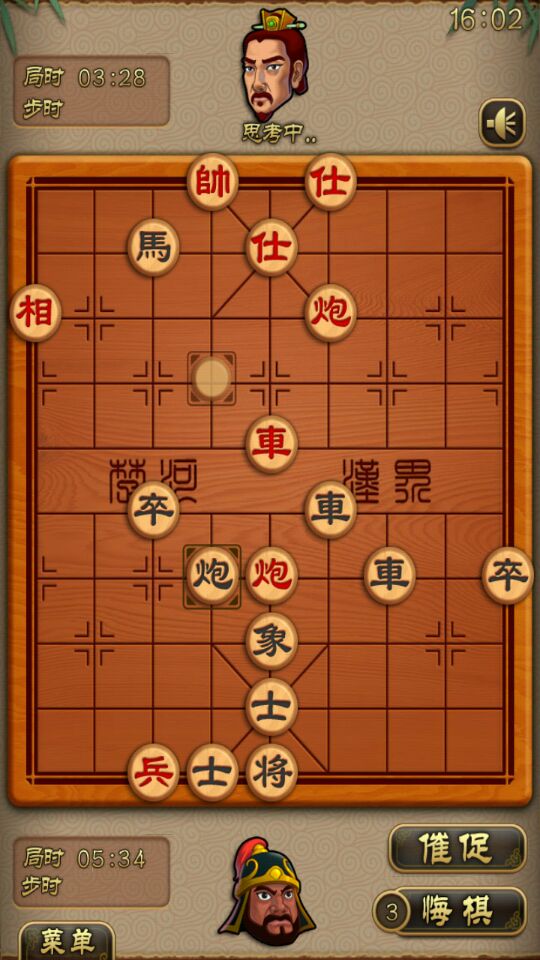 16:02
局时 03:28
步时
思考中..
帥 仕
馬 仕
相 炮
車
楚河 漢界
卒 車
炮 炮 車 卒
象
士
兵 士 将
局时 05:34
步时
催促
3 悔棋
菜单